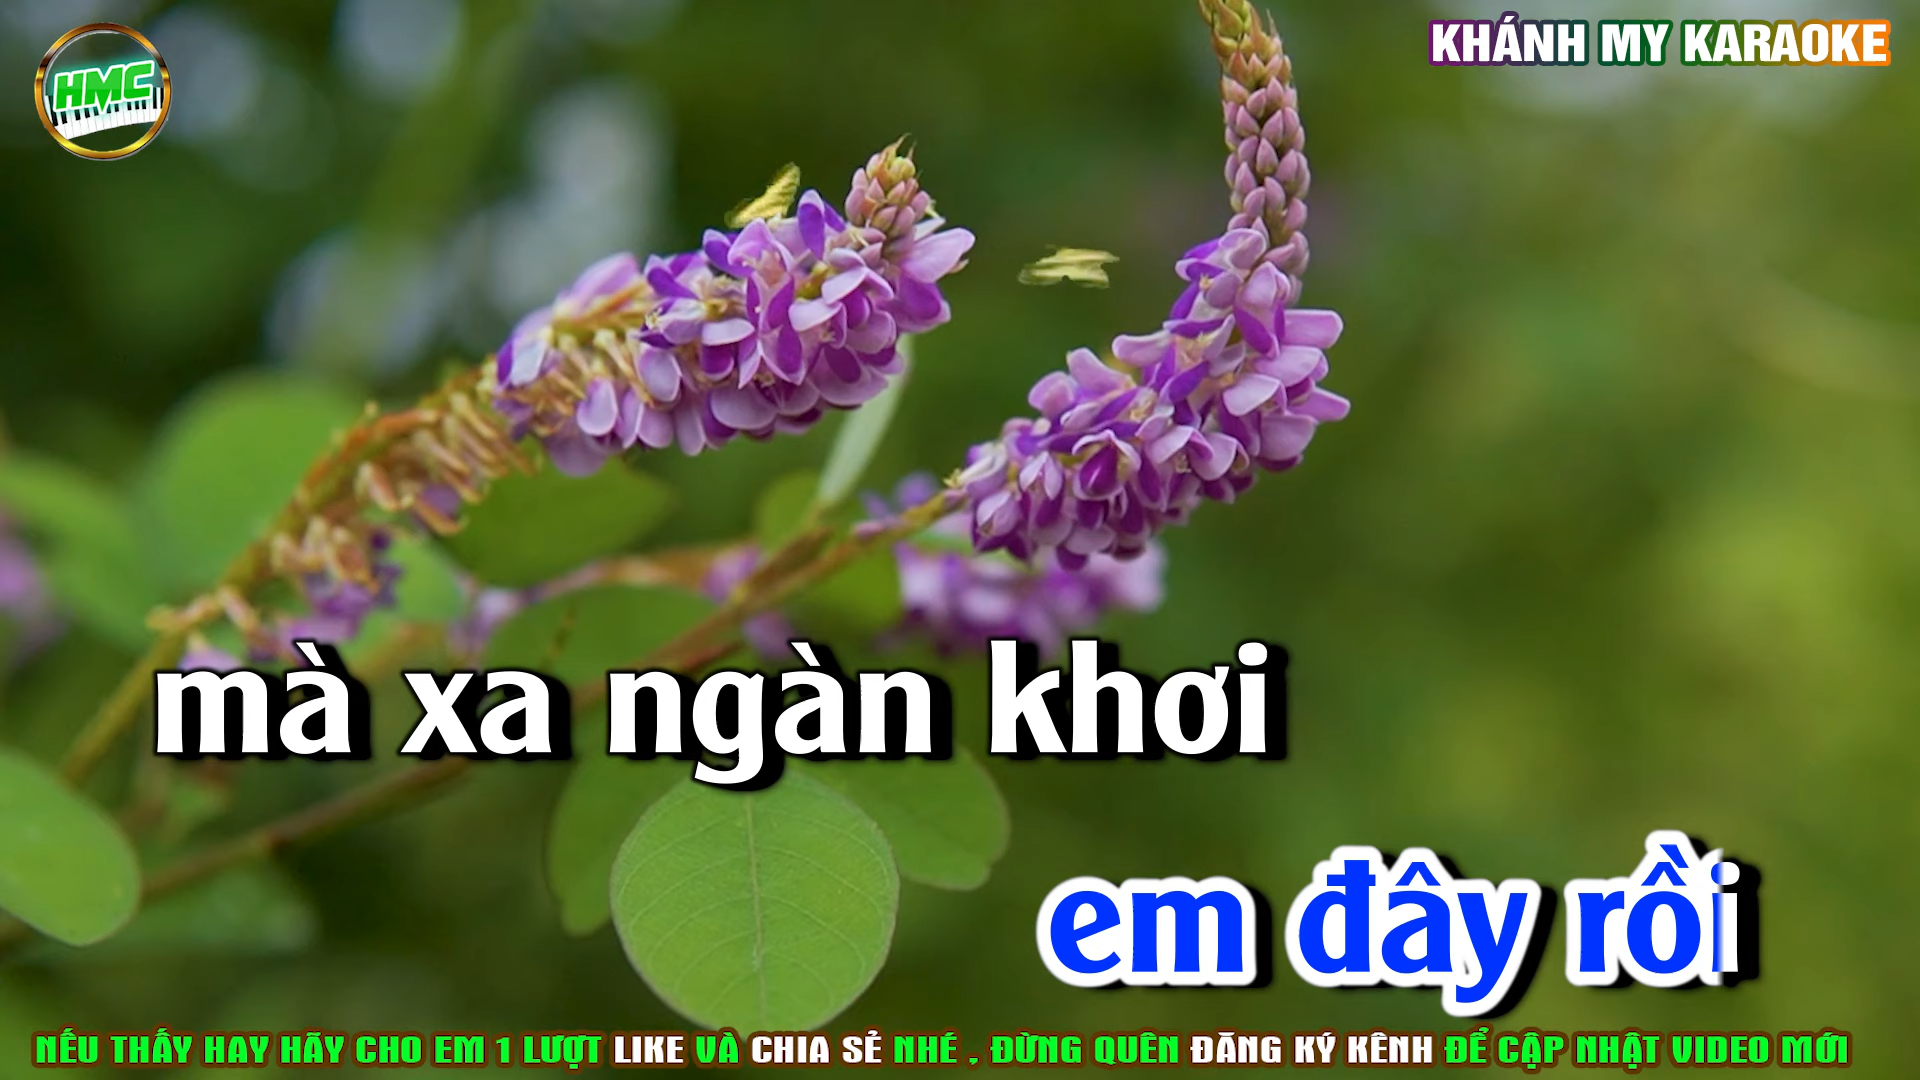 HMC
KHÁNH MY KARAOKE
mà xa ngàn khơi
em đây rồi
NẾU THẤY HAY HÃY CHO EM 1 LƯỢT LIKE VÀ CHIA SẺ NHÉ , ĐỪNG QUÊN ĐĂNG KÝ KÊNH ĐỂ CẬP NHẬT VIDEO MỚI